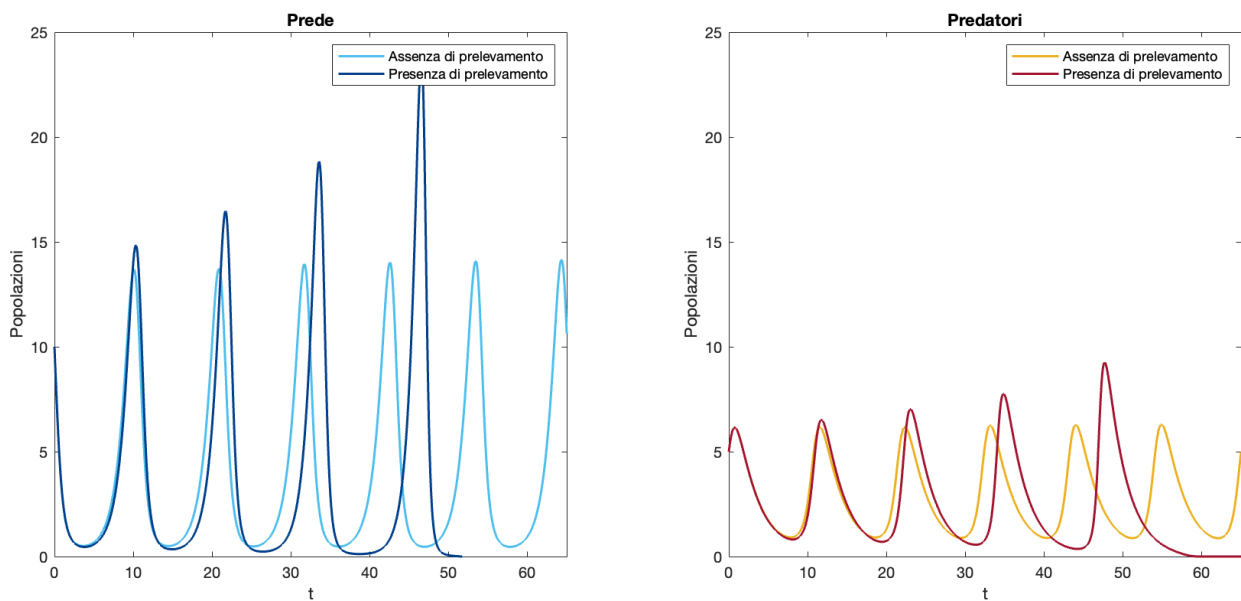 Prede
25
20
15
10
5
0
Popolazioni
Assenza di prelevamento
Presenza di prelevamento
0 10 20 30 40 50 60
t
Predatori
25
20
15
10
5
0
Popolazioni
Assenza di prelevamento
Presenza di prelevamento
0 10 20 30 40 50 60
t